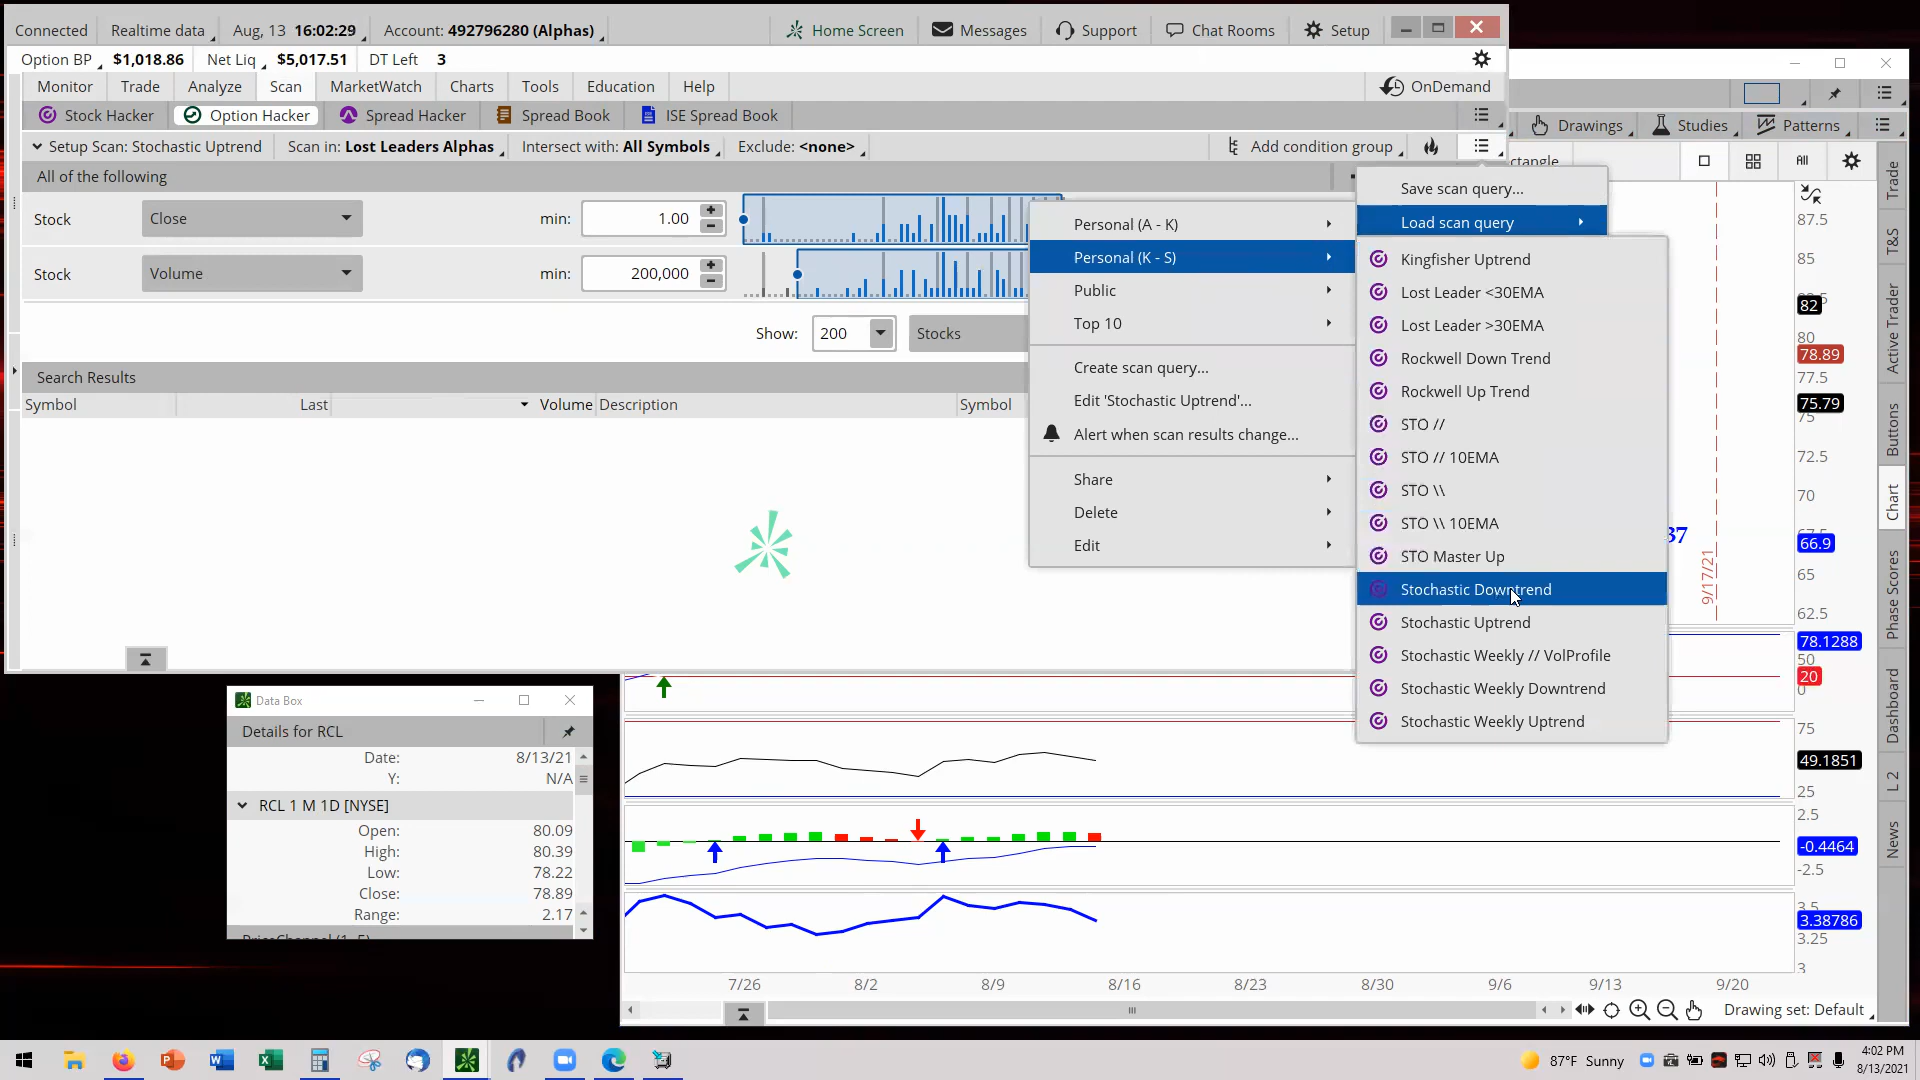 Connected Realtime data Aug, 13 16:02:29 Account: 492796280 (Alphas) Home Screen Messages Support Chat Rooms Setup
Option BP $1,018.86 Net Liq $5,017.51 DT Left 3
Monitor Trade Analyze Scan MarketWatch Charts Tools Education Help OnDemand
Stock Hacker Option Hacker Spread Hacker Spread Book ISE Spread Book
Drawings Studies Patterns
Setup Scan: Stochastic Uptrend Scan in: Lost Leaders Alphas Intersect with: All Symbols Exclude: <none> Add condition group
All of the following
Stock Close min: 1.00
Stock Volume min: 200,000
Show: 200 Stocks
Search Results
Symbol Last Volume Description Symbol
Save scan query...
Load scan query
Personal (A - K)
Personal (K - S)
Public
Top 10
Create scan query...
Edit 'Stochastic Uptrend'...
Alert when scan results change...
Share
Delete
Edit
Kingfisher Uptrend
Lost Leader <30EMA
Lost Leader >30EMA
Rockwell Down Trend
Rockwell Up Trend
STO //
STO // 10EMA
STO \\
STO \\ 10EMA
STO Master Up
Stochastic Downtrend
Stochastic Uptrend
Stochastic Weekly // VolProfile
Stochastic Weekly Downtrend
Stochastic Weekly Uptrend
All
87.5
85
82
80
78.89
77.5
75.79
75
72.5
70
37
66.9
65
62.5
9/17/21
78.1288
50
20
0
75
49.1851
25
2.5
-0.4464
-2.5
3.5
3.38786
3.25
3
Trade
T&S
Active Trader
Buttons
Chart
Phase Scores
Dashboard
L 2
News
Data Box
Details for RCL
Date: 8/13/21
Y: N/A
RCL 1 M 1D [NYSE]
Open: 80.09
High: 80.39
Low: 78.22
Close: 78.89
Range: 2.17
7/26 8/2 8/9 8/16 8/23 8/30 9/6 9/13 9/20
Drawing set: Default
87°F Sunny
4:02 PM
8/13/2021